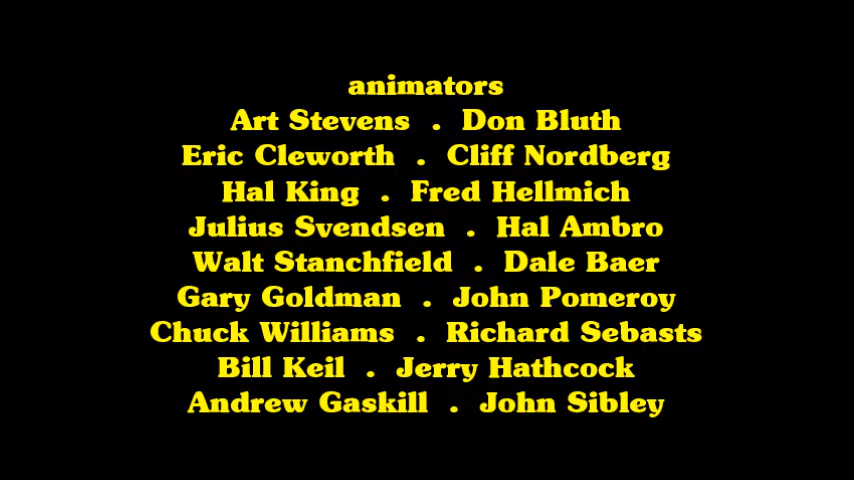 animators
Art Stevens . Don Bluth
Eric Cleworth . Cliff Nordberg
Hal King . Fred Hellmich
Julius Svendsen . Hal Ambro
Walt Stanchfield . Dale Baer
Gary Goldman . John Pomeroy
Chuck Williams . Richard Sebasts
Bill Keil . Jerry Hathcock
Andrew Gaskill . John Sibley